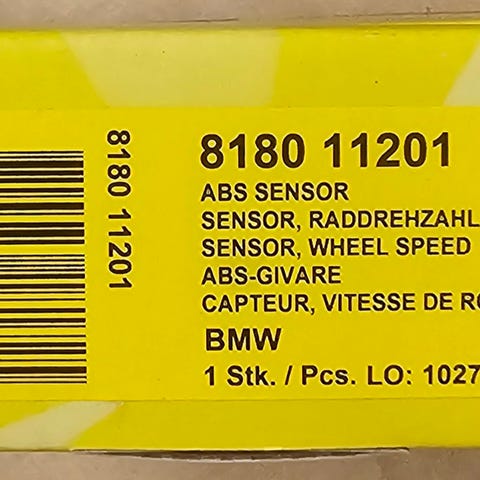 8180 11201
8180 11201
ABS SENSOR
SENSOR, RADDREHZAHL
SENSOR, WHEEL SPEED
ABS-GIVARE
CAPTEUR, VITESSE DE
BMW
1 Stk. / Pcs. LO: 1027